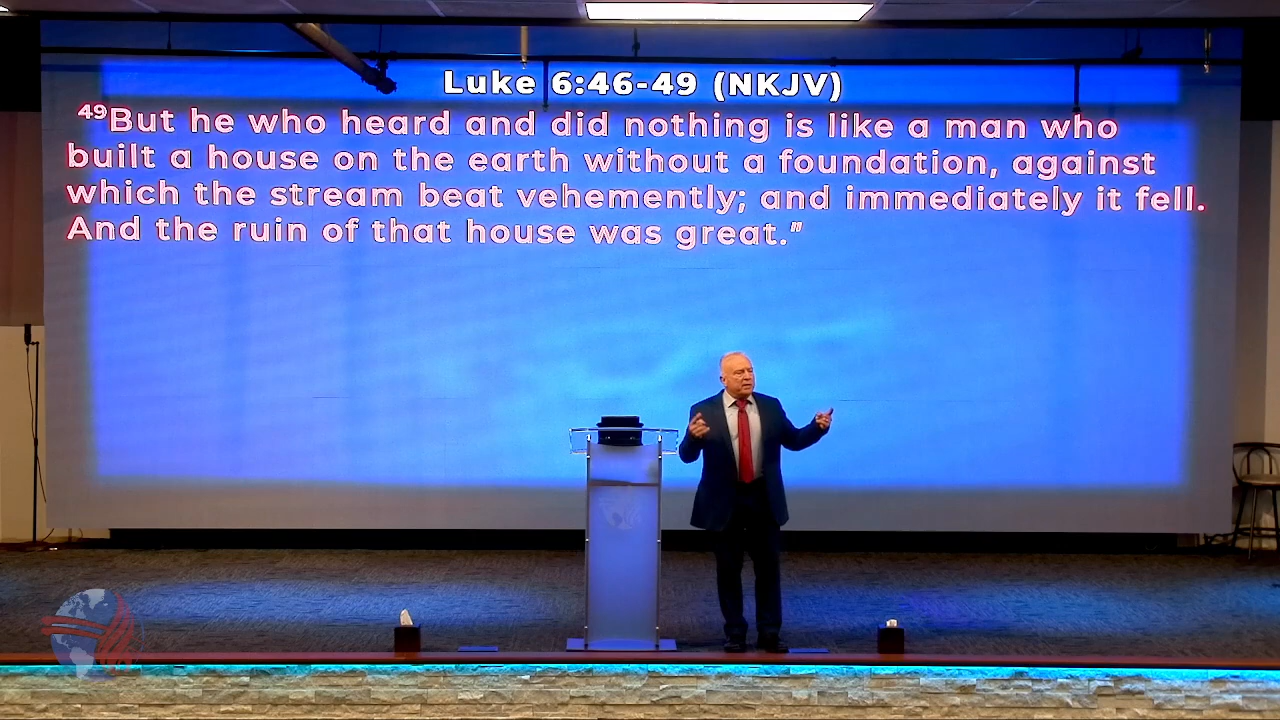 Luke 6:46-49 (NKJV)
⁴⁹But he who heard and did nothing is like a man who
built a house on the earth without a foundation, against
which the stream beat vehemently; and immediately it fell.
And the ruin of that house was great.”